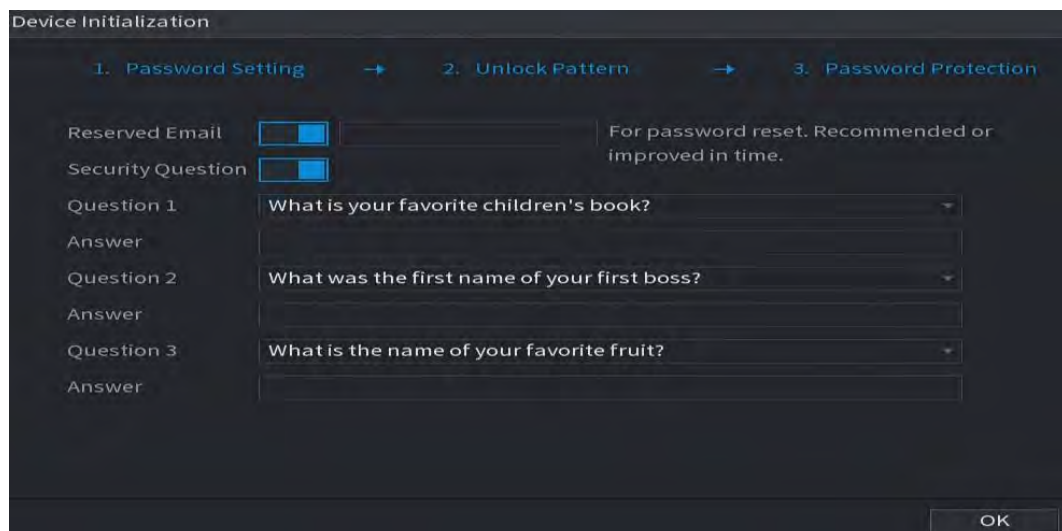 Device Initialization
1. Password Setting → 2. Unlock Pattern → 3. Password Protection
Reserved Email
For password reset. Recommended or
improved in time.
Security Question
Question 1 What is your favorite children's book?
Answer
Question 2 What was the first name of your first boss?
Answer
Question 3 What is the name of your favorite fruit?
Answer
OK